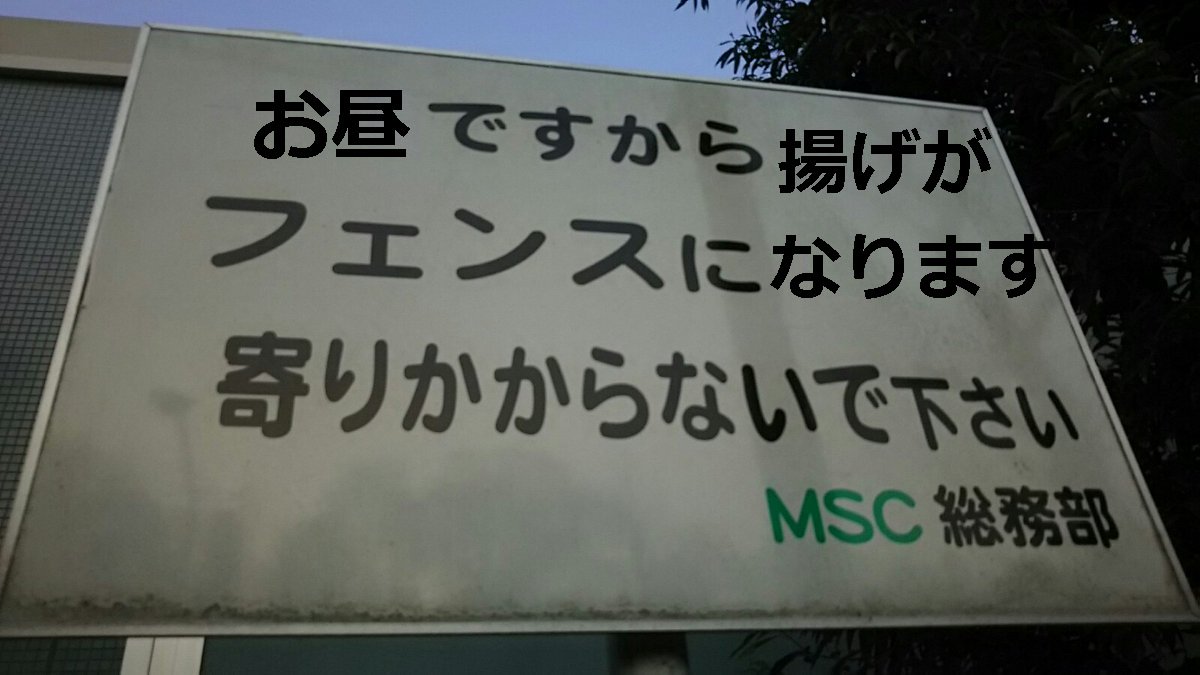 お昼ですから揚げが
フェンスになります
寄りかからないで下さい
MSC 総務部